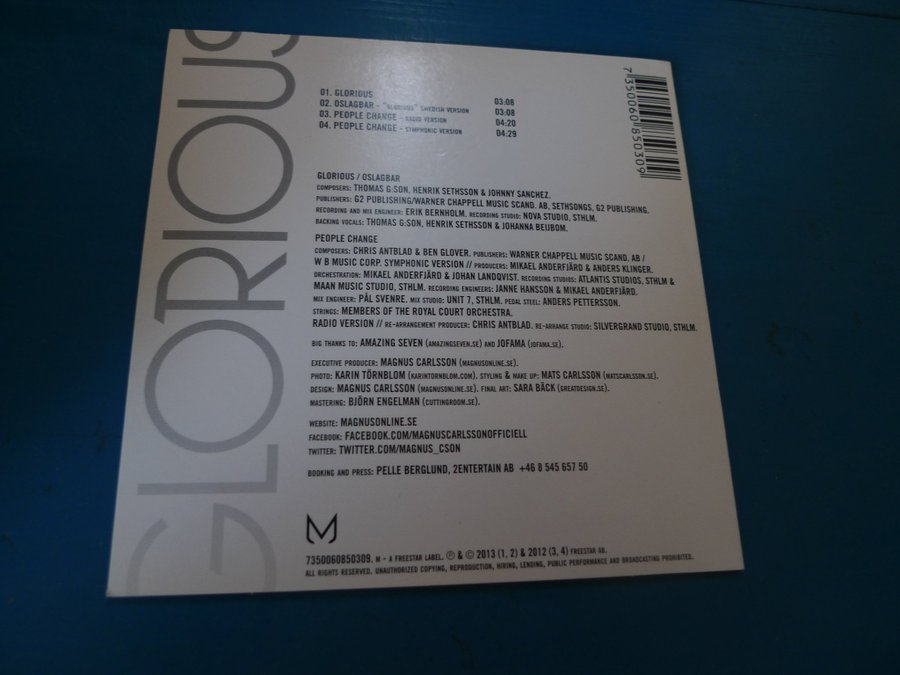 GLORIOUS
01. GLORIOUS 03:08
02. OSLAGBAR - "GLORIOUS" SWEDISH VERSION 03:08
03. PEOPLE CHANGE - RADIO VERSION 04:20
04. PEOPLE CHANGE - SYMPHONIC VERSION 04:29
7350060850309
GLORIOUS / OSLAGBAR
COMPOSERS: THOMAS G:SON, HENRIK SETHSSON & JOHNNY SANCHEZ.
PUBLISHERS: G2 PUBLISHING/WARNER CHAPPELL MUSIC SCAND. AB, SETHSONGS, G2 PUBLISHING.
RECORDING AND MIX ENGINEER: ERIK BERNHOLM. RECORDING STUDIO: NOVA STUDIO, STHLM.
BACKING VOCALS: THOMAS G:SON, HENRIK SETHSSON & JOHANNA BEIJBOM.
PEOPLE CHANGE
COMPOSERS: CHRIS ANTBLAD & BEN GLOVER. PUBLISHERS: WARNER CHAPPELL MUSIC SCAND. AB /
W B MUSIC CORP. SYMPHONIC VERSION // PRODUCERS: MIKAEL ANDERFJÄRD & ANDERS KLINGER.
ORCHESTRATION: MIKAEL ANDERFJÄRD & JOHAN LANDQVIST. RECORDING STUDIOS: ATLANTIS STUDIOS, STHLM &
MAAN MUSIC STUDIO, STHLM. RECORDING ENGINEERS: JANNE HANSSON & MIKAEL ANDERFJÄRD.
MIX ENGINEER: PÅL SVENRE. MIX STUDIO: UNIT 7, STHLM. PEDAL STEEL: ANDERS PETTERSSON.
STRINGS: MEMBERS OF THE ROYAL COURT ORCHESTRA.
RADIO VERSION // RE-ARRANGEMENT PRODUCER: CHRIS ANTBLAD. RE-ARRANGE STUDIO: SILVERGRAND STUDIO, STHLM.
BIG THANKS TO: AMAZING SEVEN (AMAZINGSEVEN.SE) AND JOFAMA (JOFAMA.SE).
EXECUTIVE PRODUCER: MAGNUS CARLSSON (MAGNUSONLINE.SE).
PHOTO: KARIN TÖRNBLOM (KARINTORNBLOM.COM). STYLING & MAKE UP: MATS CARLSSON (MATSCARLSSON.SE).
DESIGN: MAGNUS CARLSSON (MAGNUSONLINE.SE). FINAL ART: SARA BÄCK (GREATDESIGN.SE).
MASTERING: BJÖRN ENGELMAN (CUTTINGROOM.SE).
WEBSITE: MAGNUSONLINE.SE
FACEBOOK: FACEBOOK.COM/MAGNUSCARLSSONOFFICIELL
TWITTER: TWITTER.COM/MAGNUS_CSON
BOOKING AND PRESS: PELLE BERGLUND, 2ENTERTAIN AB +46 8 545 657 50
M
7350060850309. M - A FREESTAR LABEL. Ⓟ & © 2013 (1, 2) & 2012 (3, 4) FREESTAR AB.
ALL RIGHTS RESERVED. UNAUTHORIZED COPYING, REPRODUCTION, HIRING, LENDING, PUBLIC PERFORMANCE AND BROADCASTING PROHIBITED.